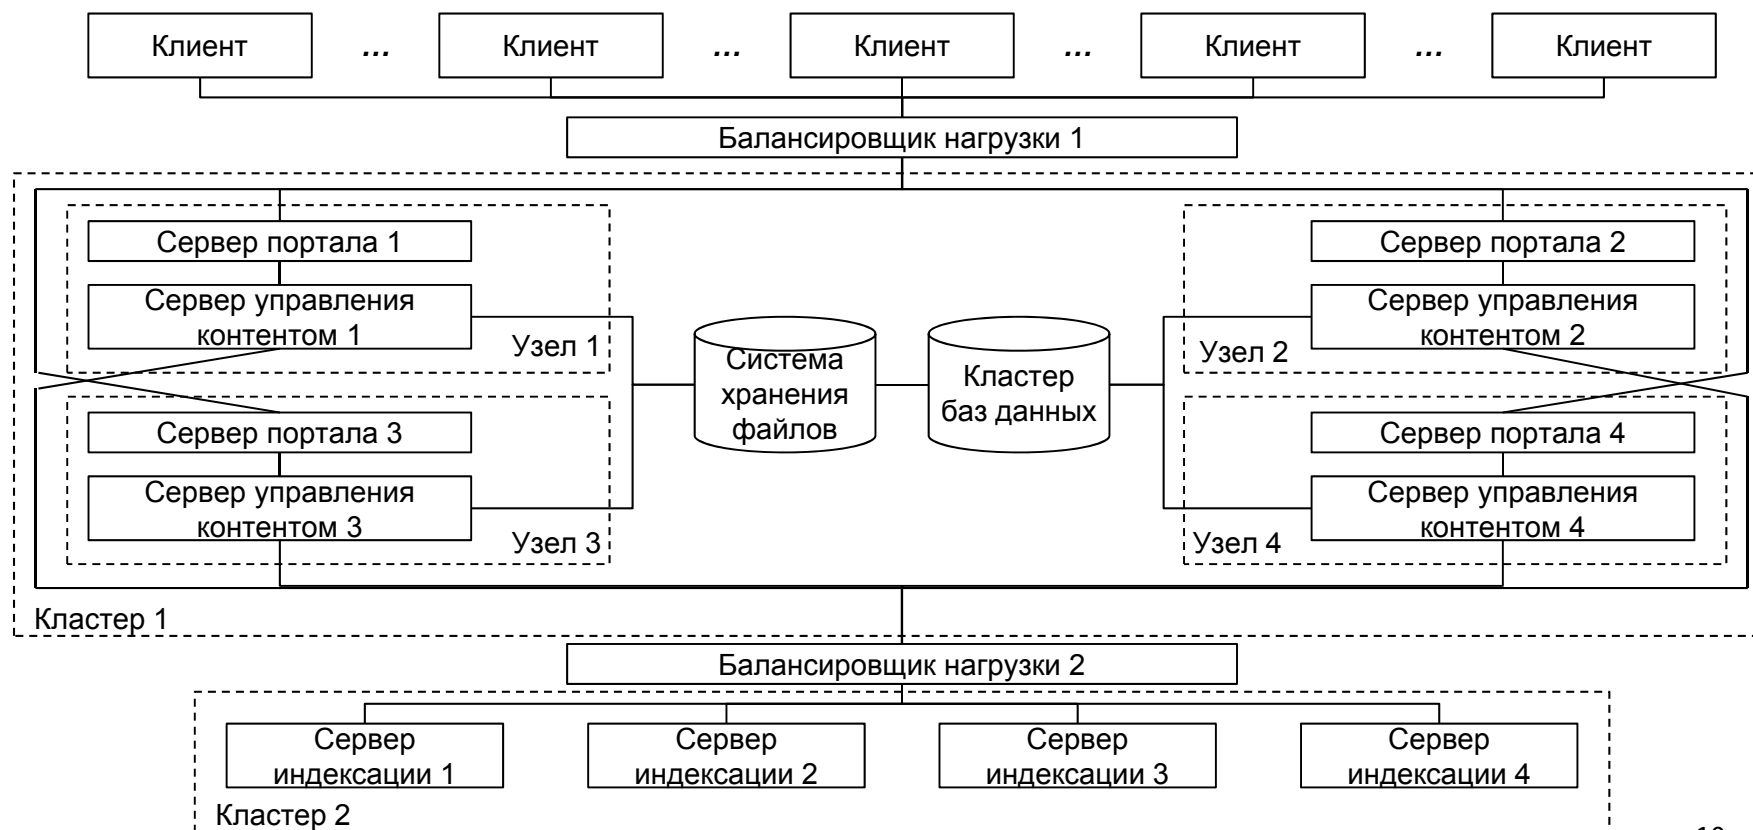 Клиент ... Клиент ... Клиент ... Клиент ... Клиент
Балансировщик нагрузки 1
Сервер портала 1
Сервер портала 2
Сервер управления
контентом 1
Сервер управления
контентом 2
Узел 1
Узел 2
Система
хранения
файлов
Кластер
баз данных
Сервер портала 3
Сервер портала 4
Сервер управления
контентом 3
Сервер управления
контентом 4
Узел 3
Узел 4
Кластер 1
Балансировщик нагрузки 2
Сервер
индексации 1
Сервер
индексации 2
Сервер
индексации 3
Сервер
индексации 4
Кластер 2